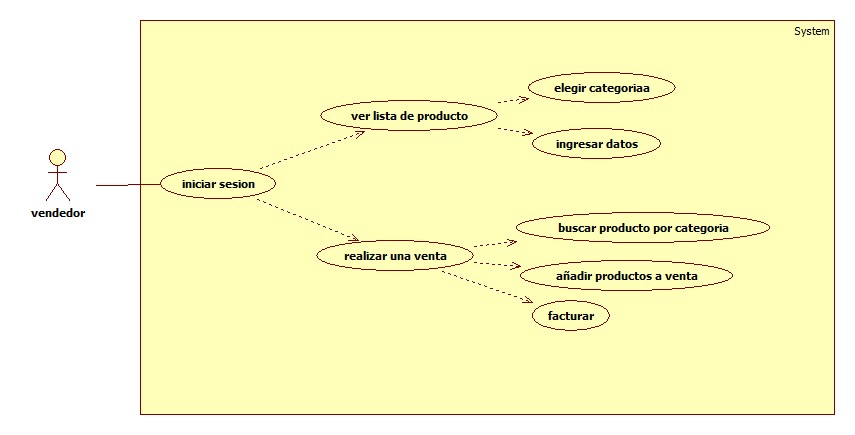 System
elegir categoriaa
ver lista de producto
ingresar datos
iniciar sesion
vendedor
buscar producto por categoria
realizar una venta
añadir productos a venta
facturar